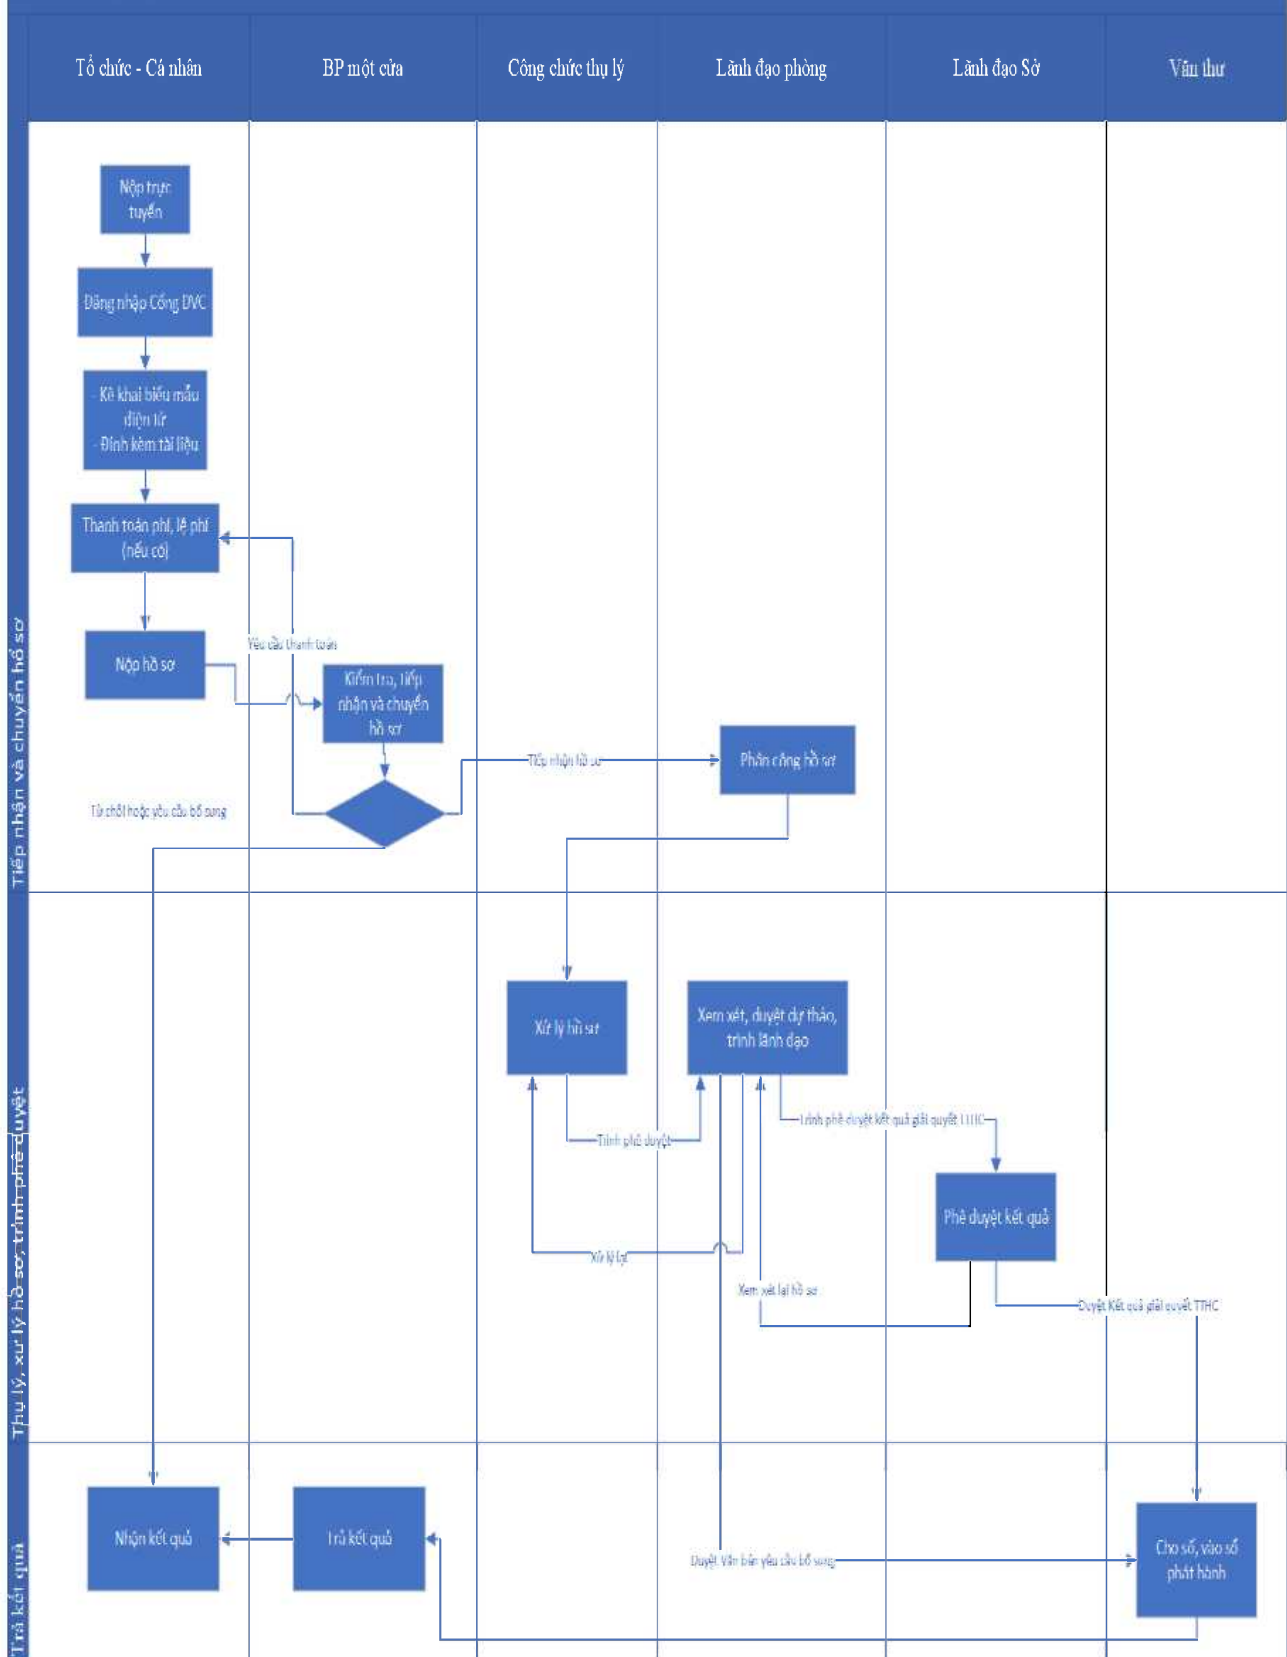 Tổ chức - Cá nhân
BP một cửa
Công chức thụ lý
Lãnh đạo phòng
Lãnh đạo Sở
Văn thư
Tiếp nhận và chuyển hồ sơ
Nộp trực
tuyến
Đăng nhập Cổng DVC
- Kê khai biểu mẫu
điện tử
- Đính kèm tài liệu
Thanh toán phí, lệ phí
(nếu có)
Nộp hồ sơ
Yêu cầu thanh toán
Kiểm tra, tiếp
nhận và chuyển
hồ sơ
Tiếp nhận hồ sơ
Phân công hồ sơ
Từ chối hoặc yêu cầu bổ sung
Thụ lý, xử lý hồ sơ, trình phê duyệt
Xử lý hồ sơ
Xem xét, duyệt dự thảo,
trình lãnh đạo
Trình phê duyệt kết quả giải quyết TTHC
Trình phê duyệt
Phê duyệt kết quả
Xử lý lại
Xem xét lại hồ sơ
Duyệt Kết quả giải quyết TTHC
Trả kết quả
Nhận kết quả
Trả kết quả
Duyệt Văn bản yêu cầu bổ sung
Cho số, vào sổ
phát hành